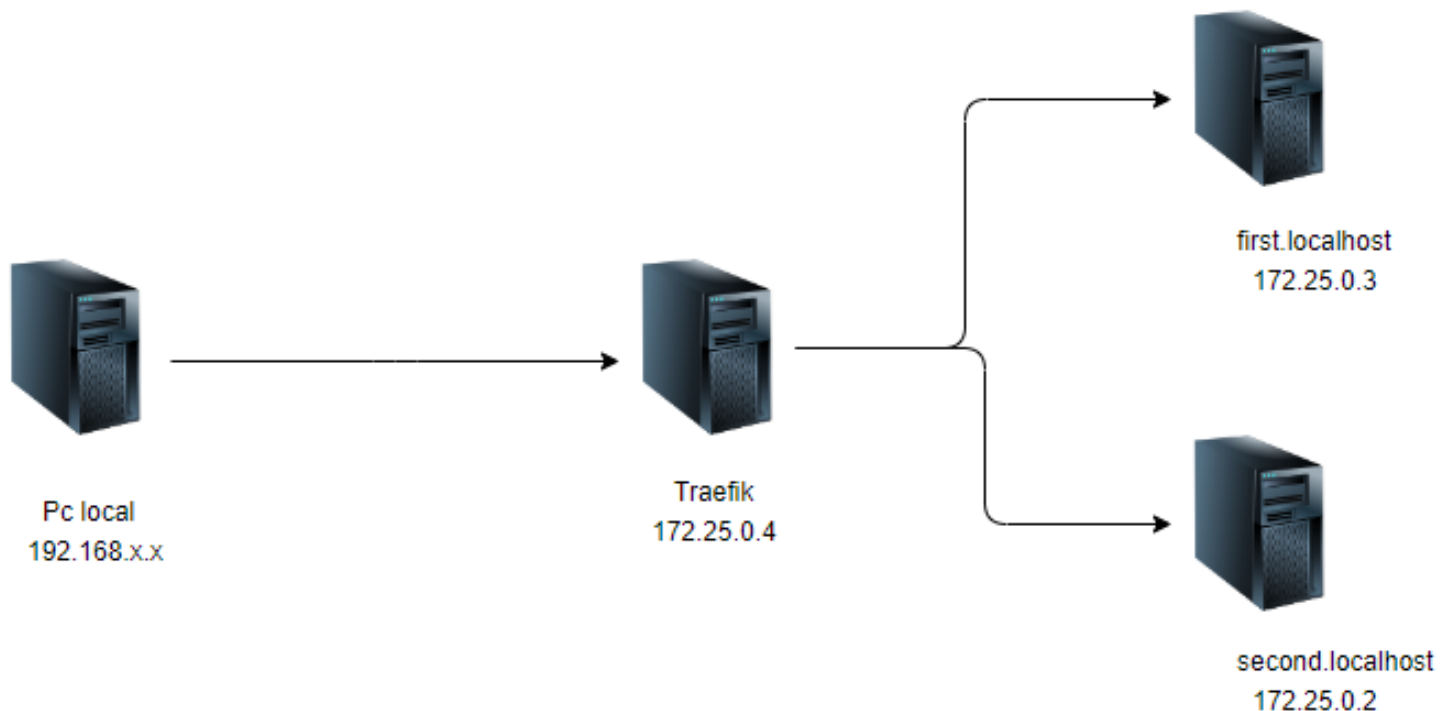 Pc local
192.168.x.x
Traefik
172.25.0.4
first.localhost
172.25.0.3
second.localhost
172.25.0.2